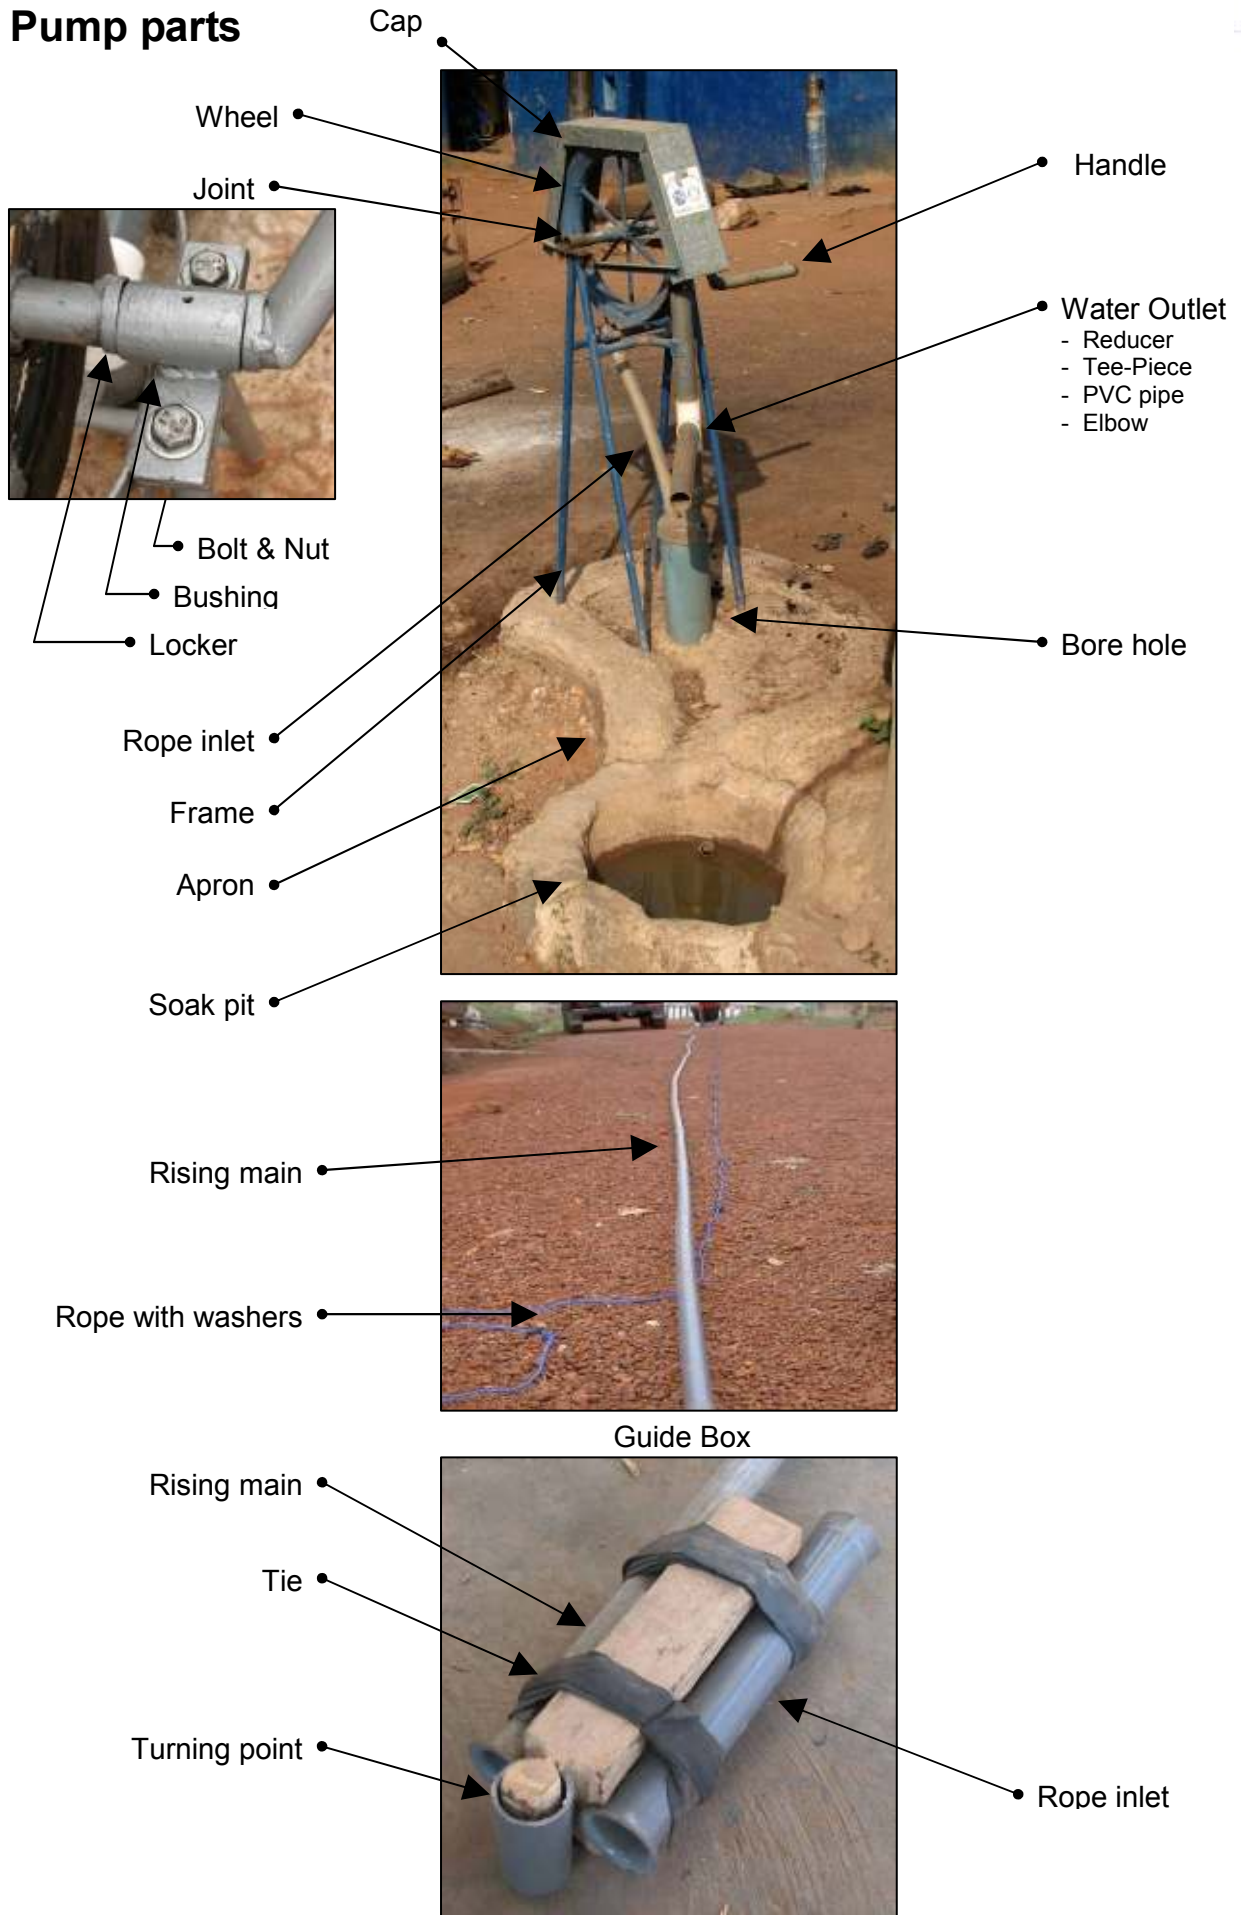 Pump parts
Cap
Wheel
Joint
Handle
Water Outlet
- Reducer
- Tee-Piece
- PVC pipe
- Elbow
Bolt & Nut
Bushing
Locker
Bore hole
Rope inlet
Frame
Apron
Soak pit
Rising main
Rope with washers
Guide Box
Rising main
Tie
Turning point
Rope inlet